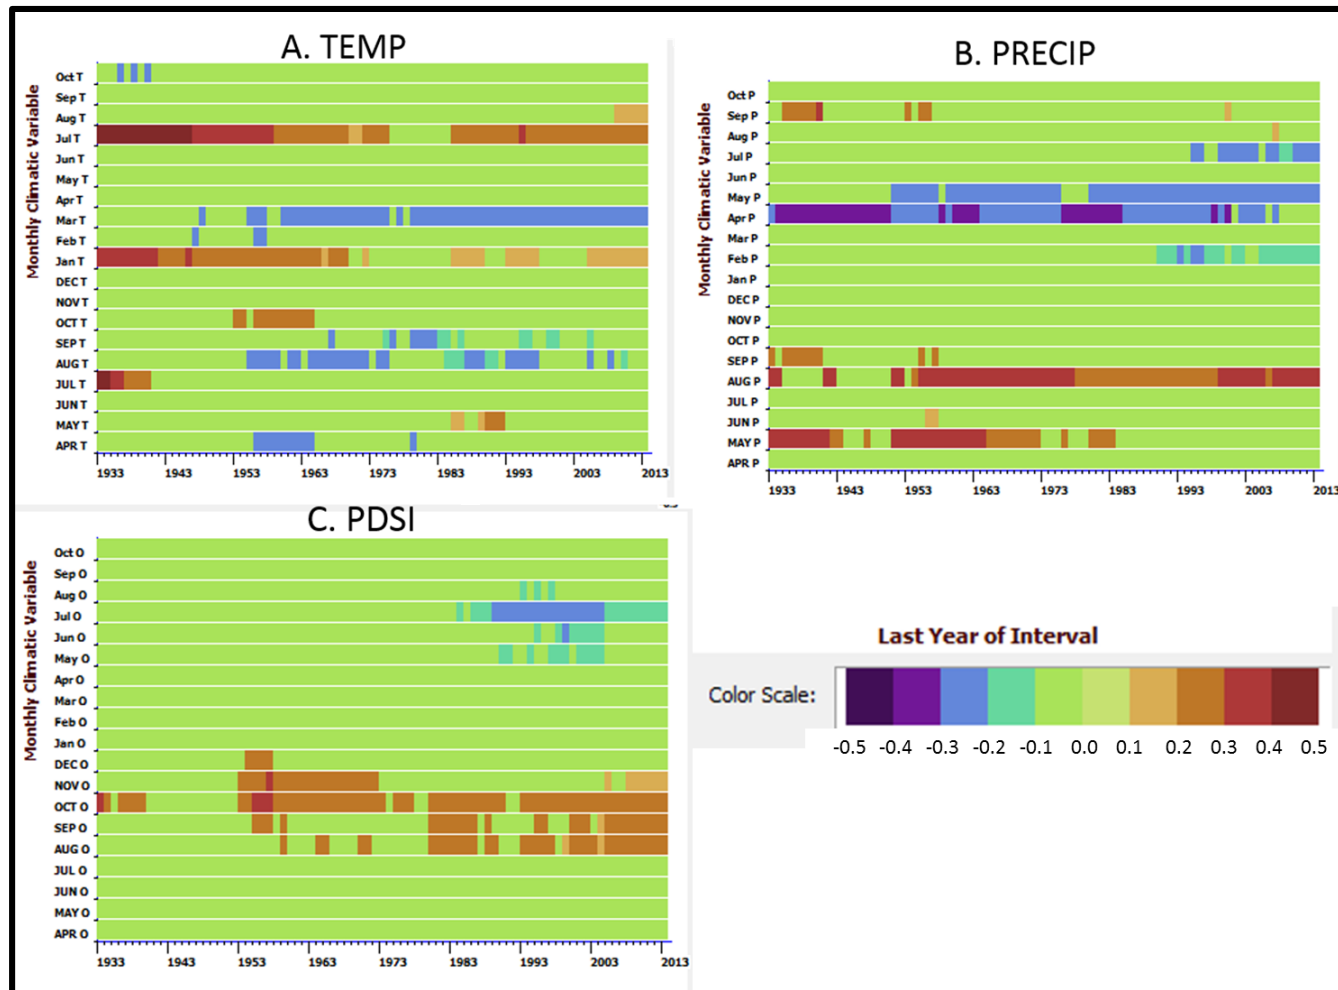 A. TEMP
Monthly Climatic Variable
Oct T
Sep T
Aug T
Jul T
Jun T
May T
Apr T
Mar T
Feb T
Jan T
DEC T
NOV T
OCT T
SEP T
AUG T
JUL T
JUN T
MAY T
APR T
1933 1943 1953 1963 1973 1983 1993 2003 2013
B. PRECIP
Monthly Climatic Variable
Oct P
Sep P
Aug P
Jul P
Jun P
May P
Apr P
Mar P
Feb P
Jan P
DEC P
NOV P
OCT P
SEP P
AUG P
JUL P
JUN P
MAY P
APR P
1933 1943 1953 1963 1973 1983 1993 2003 2013
C. PDSI
Monthly Climatic Variable
Oct O
Sep O
Aug O
Jul O
Jun O
May O
Apr O
Mar O
Feb O
Jan O
DEC O
NOV O
OCT O
SEP O
AUG O
JUL O
JUN O
MAY O
APR O
1933 1943 1953 1963 1973 1983 1993 2003 2013
Last Year of Interval
Color Scale:
-0.5 -0.4 -0.3 -0.2 -0.1 0.0 0.1 0.2 0.3 0.4 0.5